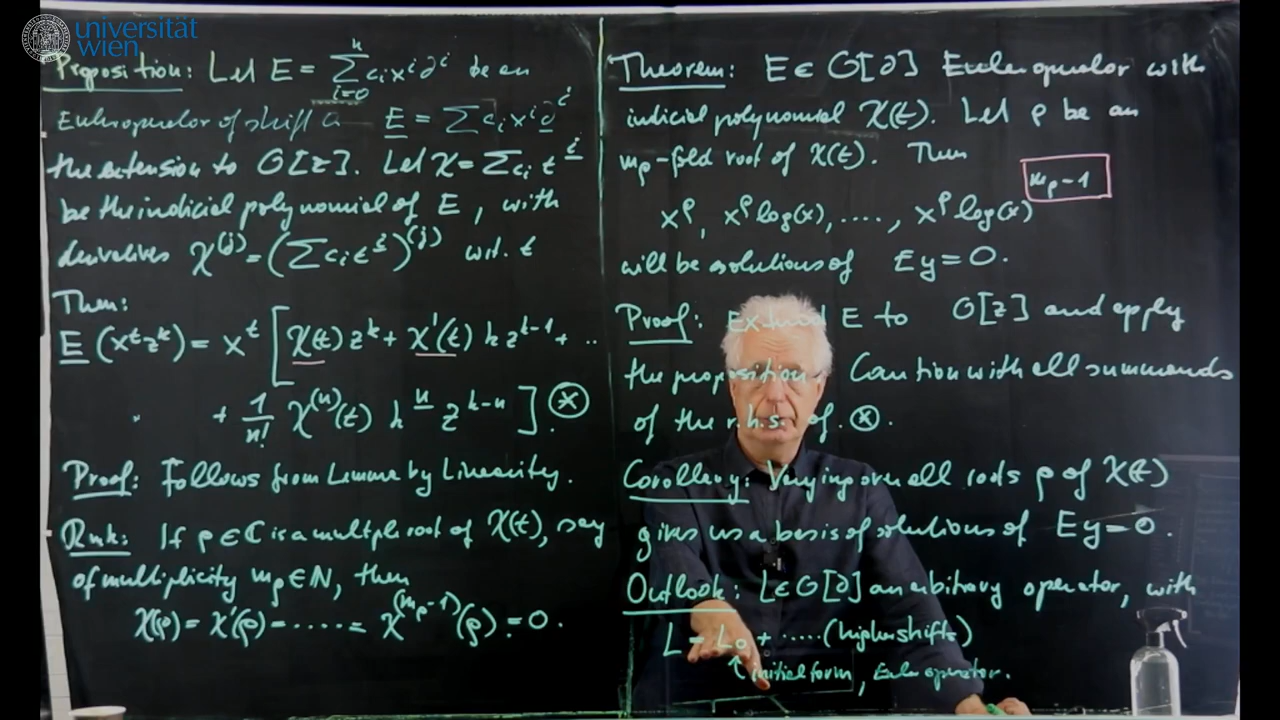 universität
wien
Proposition: Let E = ∑_{i=0}^{n} c_i x^i ∂^i be an
Euler operator of shift 0 E = ∑ c_i x^i ∂^i
the extension to O[z]. Let χ = ∑ c_i t^i
be the indicial polynomial of E, with
derivatives χ^(j) = (∑ c_i t^i)^(j) w.t. t
Then:
E (x^t z^k) = x^t [χ(t) z^k + χ'(t) k z^{k-1} + ..
+ 1/n! χ^(n)(t) k^n z^{k-n} ] . ⊛
Proof: Follows from Lemma by Linearity.
Rmk: If ρ ∈ ℂ is a multiple root of χ(t), say
of multiplicity m_ρ ∈ ℕ, then
χ(ρ) = χ'(ρ) = ...... = χ^(m_ρ-1)(ρ) = 0.
Theorem: E ∈ O[∂] Euler operator with
indicial polynomial χ(t). Let ρ be an
m_ρ-fold root of χ(t). Then
x^ρ, x^ρ log(x), ...., x^ρ log(x)^{m_ρ-1}
will be solutions of Ey = 0.
Proof: Extend E to O[z] and apply
the proposition. Caution with all summands
of the r.h.s. of ⊛.
Corollary: Varying over all roots ρ of χ(t)
gives us a basis of solutions of Ey = 0.
Outlook: L ∈ O[∂] an arbitrary operator, with
L = L_0 + ..... (higher shifts)
↑ initial form, Euler operator.